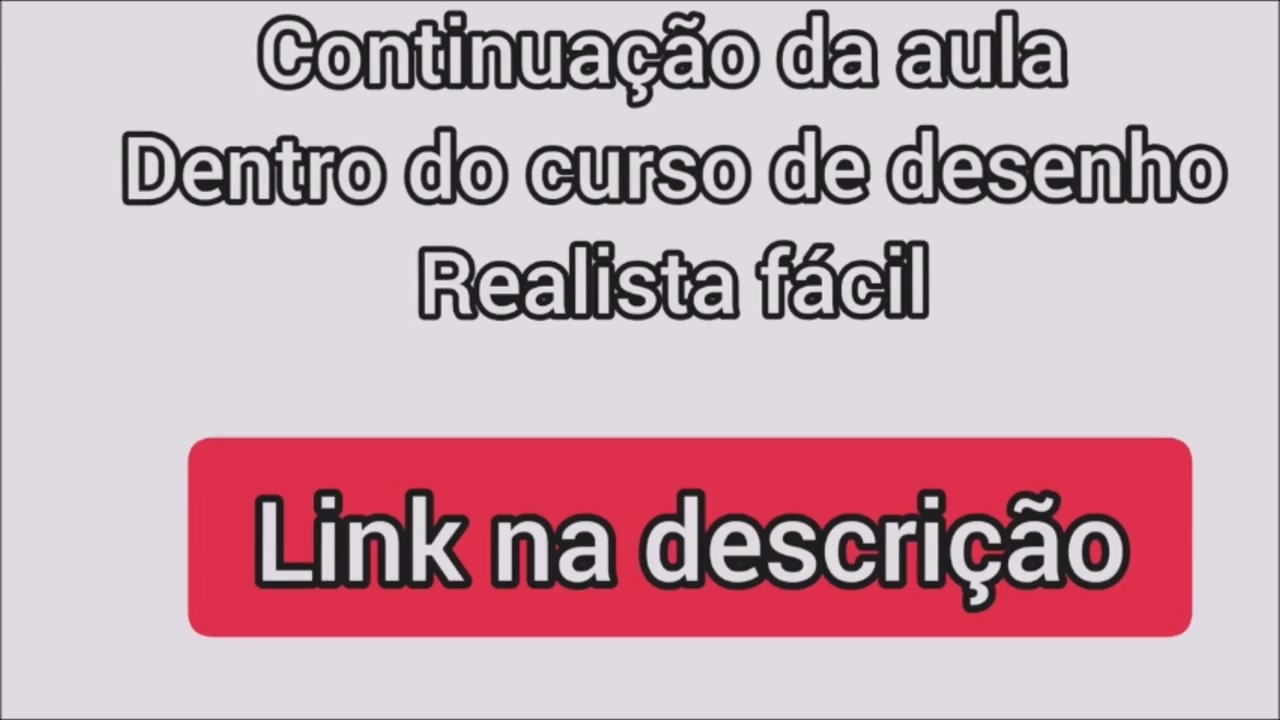 Continuação da aula
Dentro do curso de desenho
Realista fácil
Link na descrição